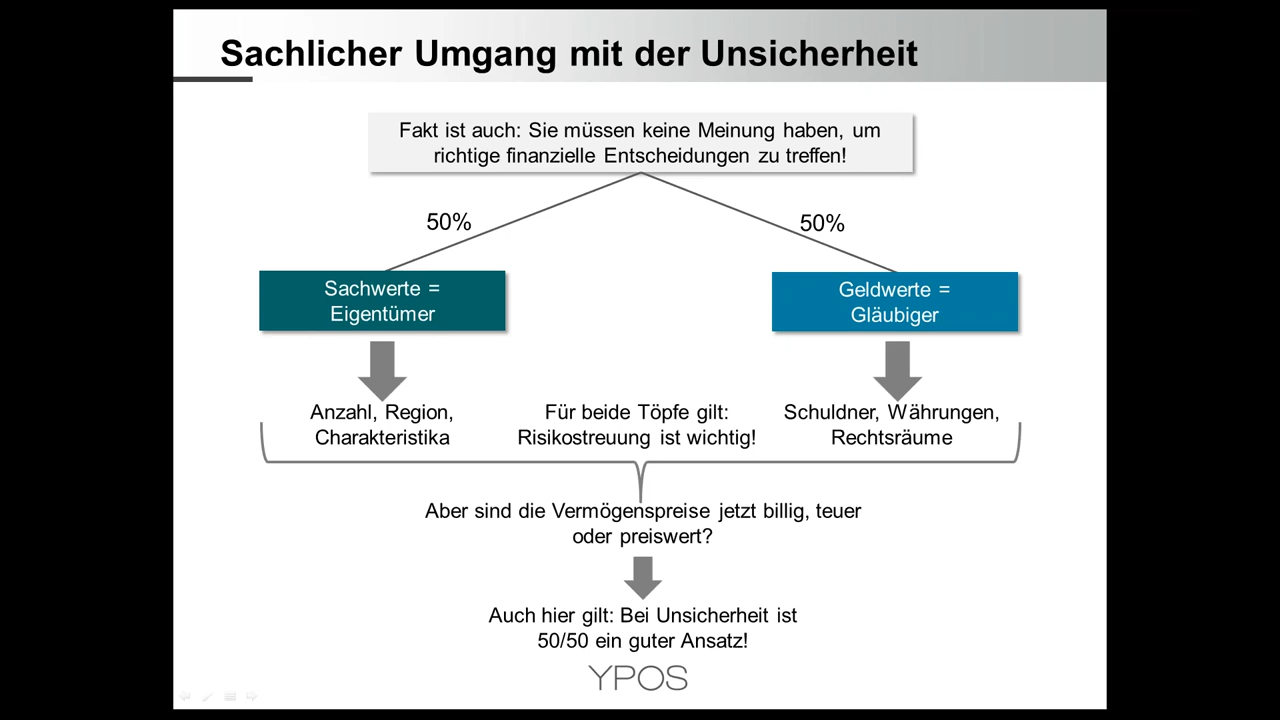 Sachlicher Umgang mit der Unsicherheit
Fakt ist auch: Sie müssen keine Meinung haben, um
richtige finanzielle Entscheidungen zu treffen!
50%
50%
Sachwerte =
Eigentümer
Geldwerte =
Gläubiger
Anzahl, Region,
Charakteristika
Für beide Töpfe gilt:
Risikostreuung ist wichtig!
Schuldner, Währungen,
Rechtsräume
Aber sind die Vermögenspreise jetzt billig, teuer
oder preiswert?
Auch hier gilt: Bei Unsicherheit ist
50/50 ein guter Ansatz!
YPOS